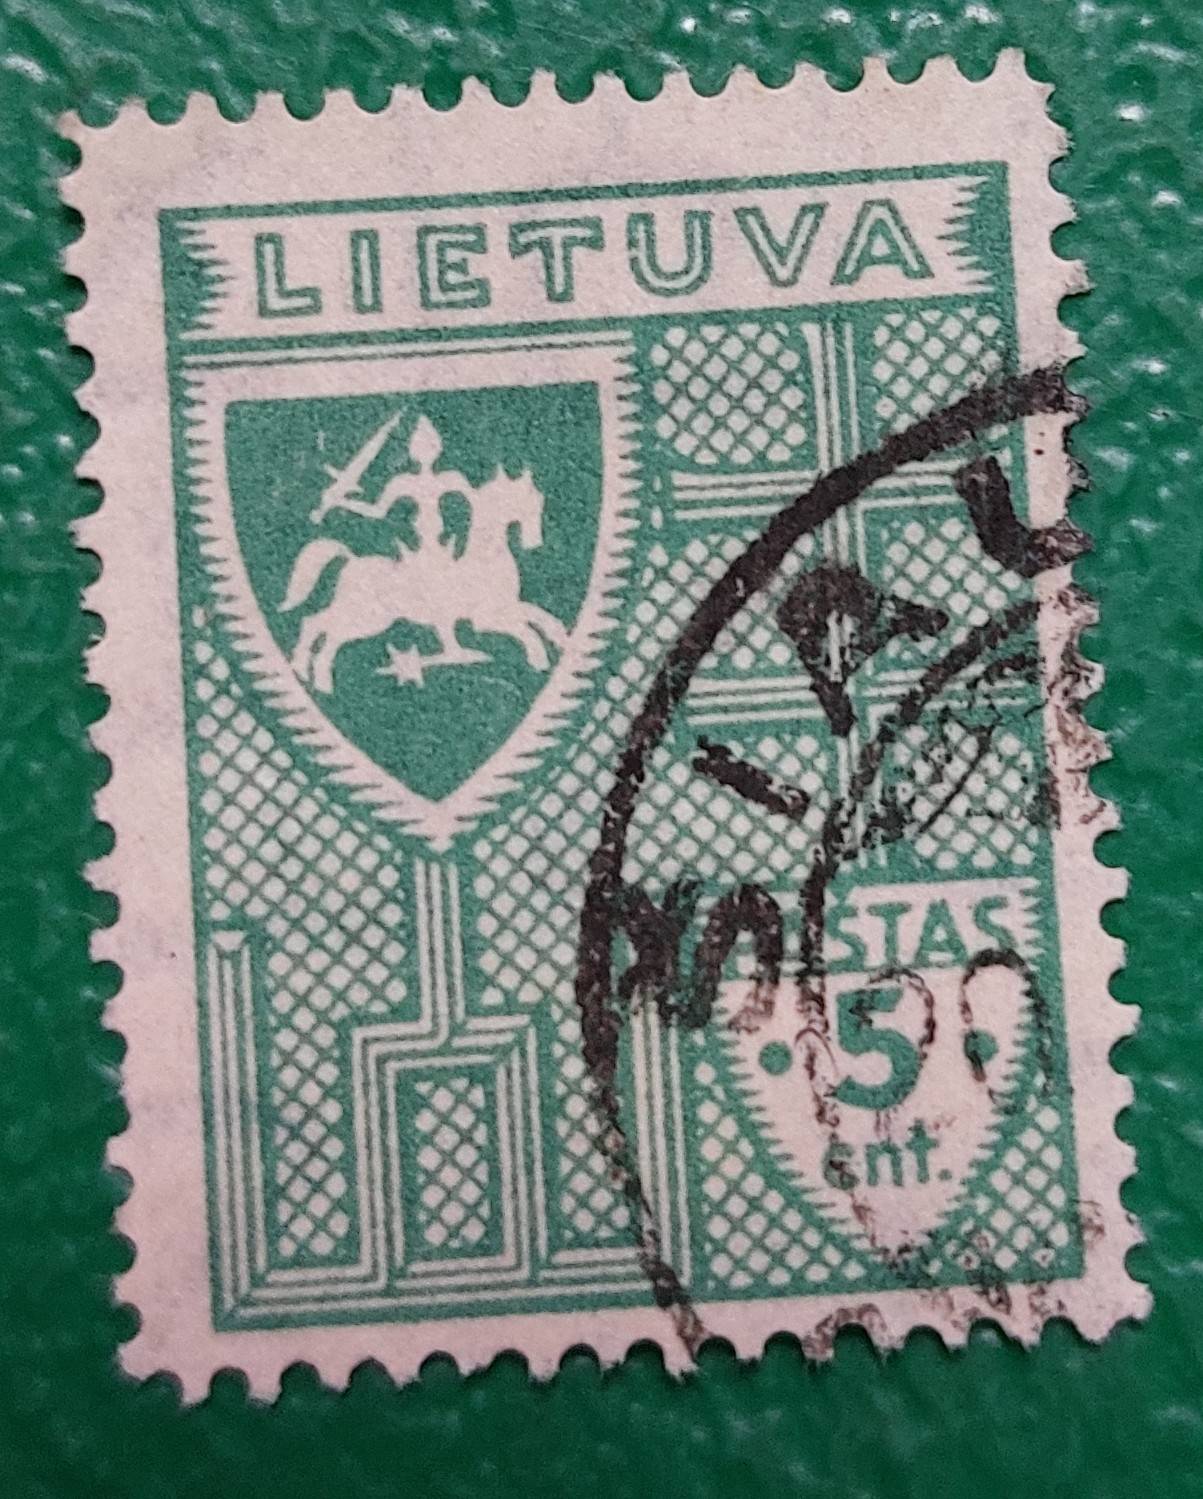 LIETUVA
PAŠTAS
5
cnt.